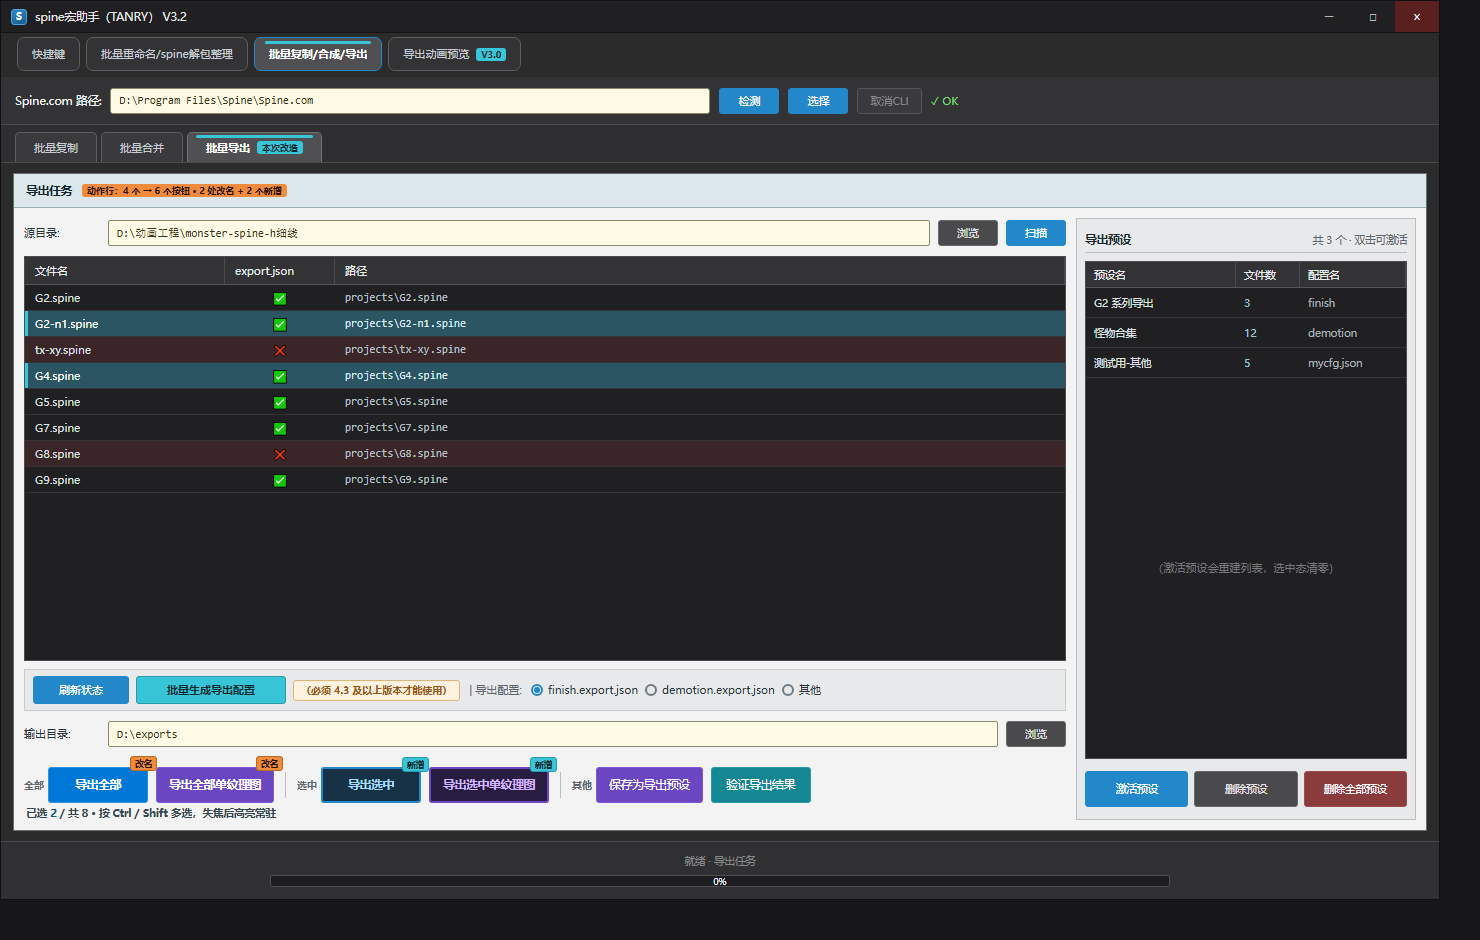 S spine宏助手（TANRY） V3.2
快捷键 批量重命名/spine解包整理 批量复制/合成/导出 导出动画预览 V3.0
Spine.com 路径: D:\Program Files\Spine\Spine.com 检测 选择 取消CLI ✓ OK
批量复制 批量合并 批量导出 本次改造
导出任务 动作行：4 个 → 6 个按钮 • 2 处改名 + 2 个新增
源目录: D:\动画工程\monster-spine-h细线 浏览 扫描
文件名 export.json 路径
G2.spine ✅ projects\G2.spine
G2-n1.spine ✅ projects\G2-n1.spine
tx-xy.spine ❌ projects\tx-xy.spine
G4.spine ✅ projects\G4.spine
G5.spine ✅ projects\G5.spine
G7.spine ✅ projects\G7.spine
G8.spine ❌ projects\G8.spine
G9.spine ✅ projects\G9.spine
刷新状态 批量生成导出配置 （必须 4.3 及以上版本才能使用） | 导出配置: finish.export.json demotion.export.json 其他
输出目录: D:\exports 浏览
改名 改名 新增 新增
全部 导出全部 导出全部单纹理图 选中 导出选中 导出选中单纹理图 其他 保存为导出预设 验证导出结果
已选 2 / 共 8 • 按 Ctrl / Shift 多选，失焦后高亮常驻
导出预设 共 3 个 · 双击可激活
预设名 文件数 配置名
G2 系列导出 3 finish
怪物合集 12 demotion
测试用-其他 5 mycfg.json
（激活预设会重建列表，选中态清零）
激活预设 删除预设 删除全部预设
就绪 · 导出任务
0%